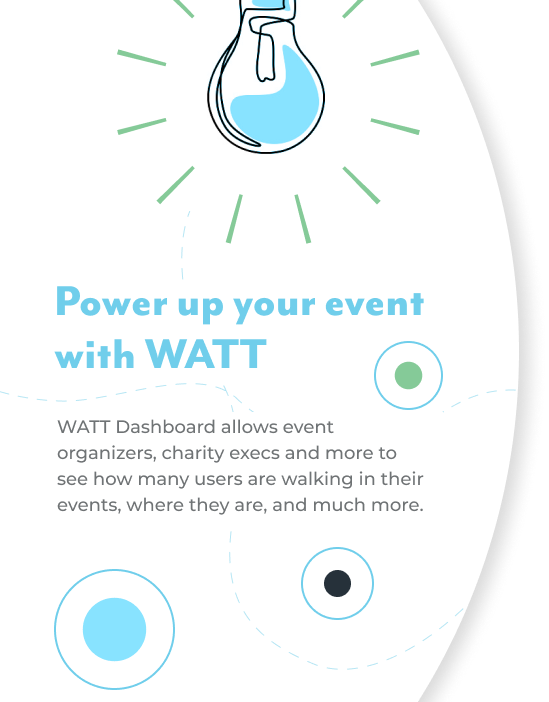 Power up your event
with WATT
WATT Dashboard allows event
organizers, charity execs and more to
see how many users are walking in their
events, where they are, and much more.